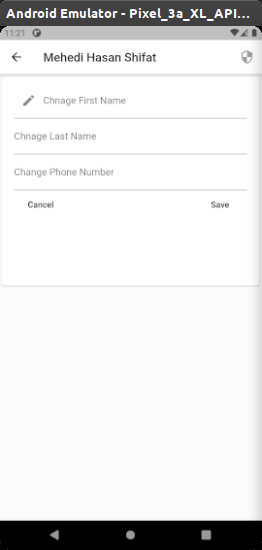 Android Emulator - Pixel_3a_XL_API...
11:21
Mehedi Hasan Shifat
Chnage First Name
Chnage Last Name
Change Phone Number
Cancel Save